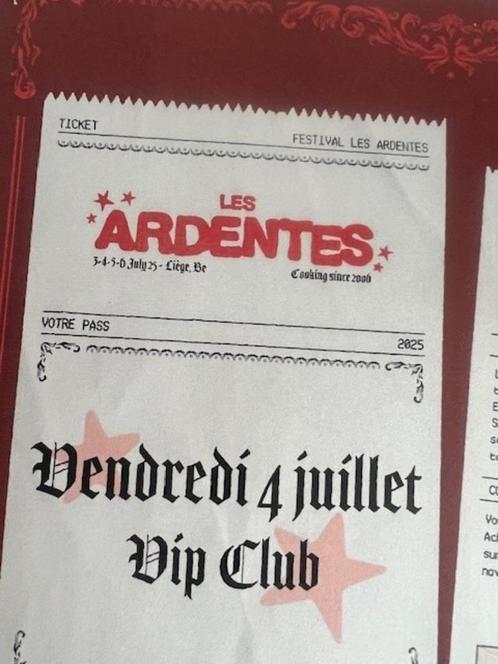 TICKET
FESTIVAL LES ARDENTES
LES
ARDENTES
3-4-5-6 July 25 - Liège, Be
Cooking since 2006
VOTRE PASS
2025
Vendredi 4 juillet
Vip Club